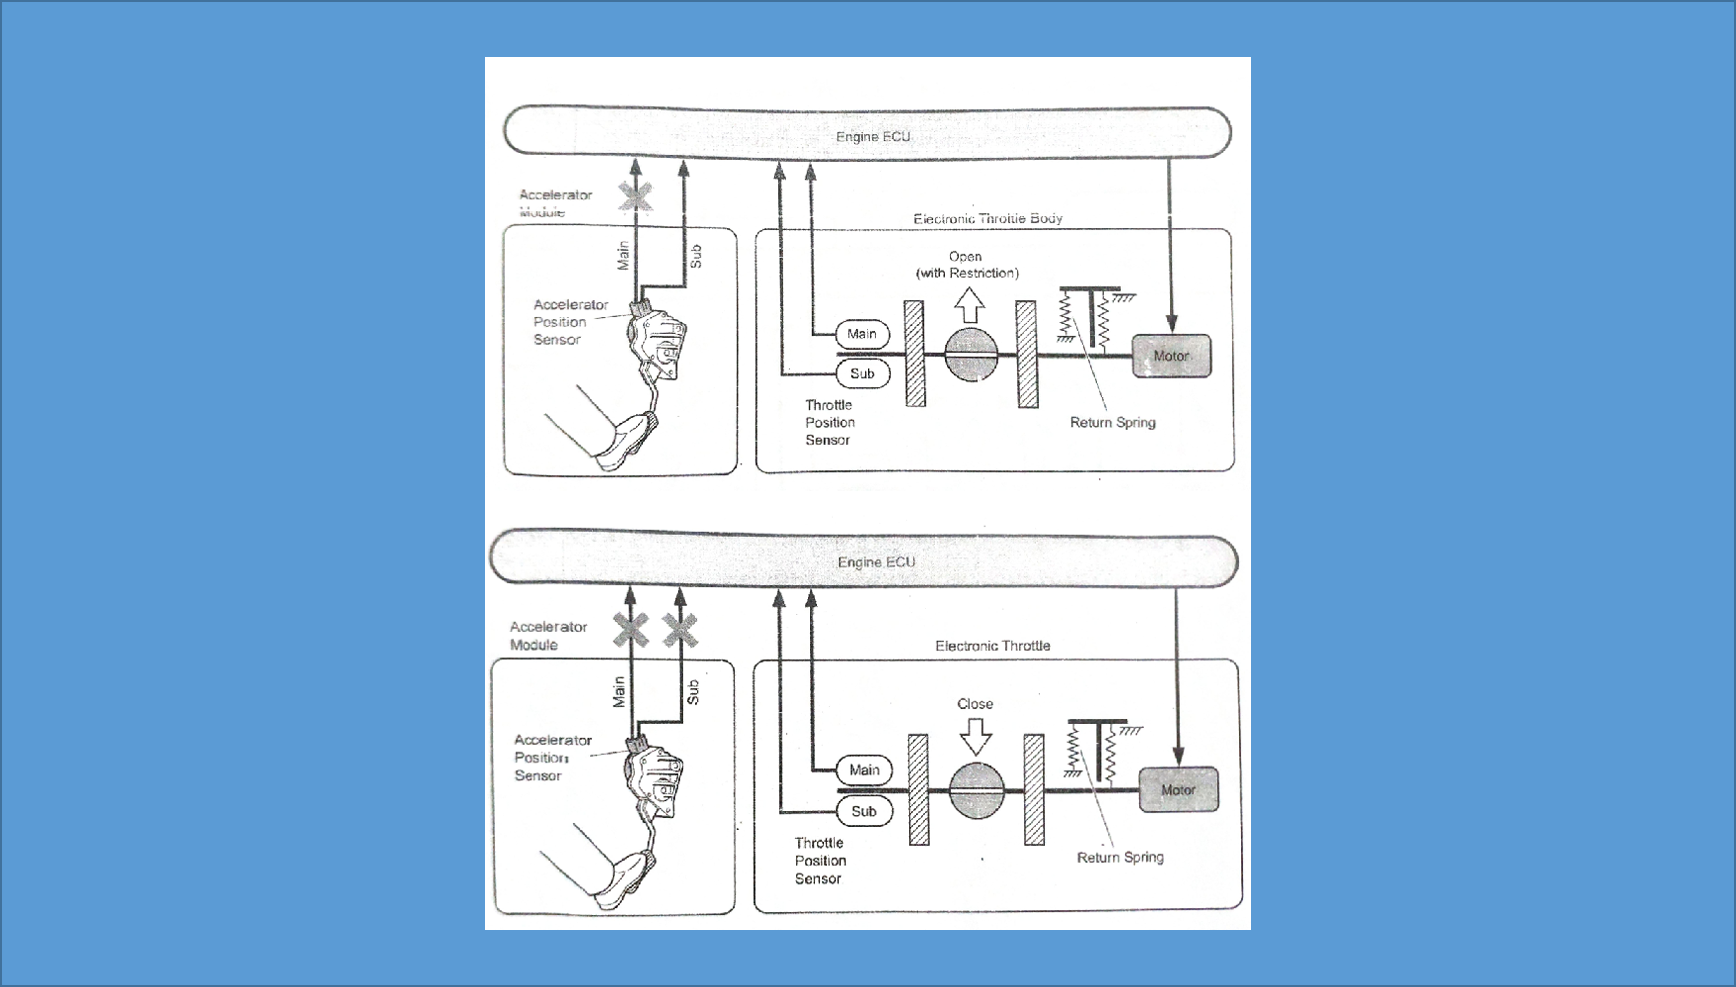 Engine ECU
Accelerator
Module
Electronic Throttle Body
Main
Sub
Open
(with Restriction)
Accelerator
Position
Sensor
Main
Sub
Motor
Throttle
Position
Sensor
Return Spring
Engine ECU
Accelerator
Module
Electronic Throttle
Main
Sub
Close
Accelerator
Position
Sensor
Main
Sub
Motor
Throttle
Position
Sensor
Return Spring